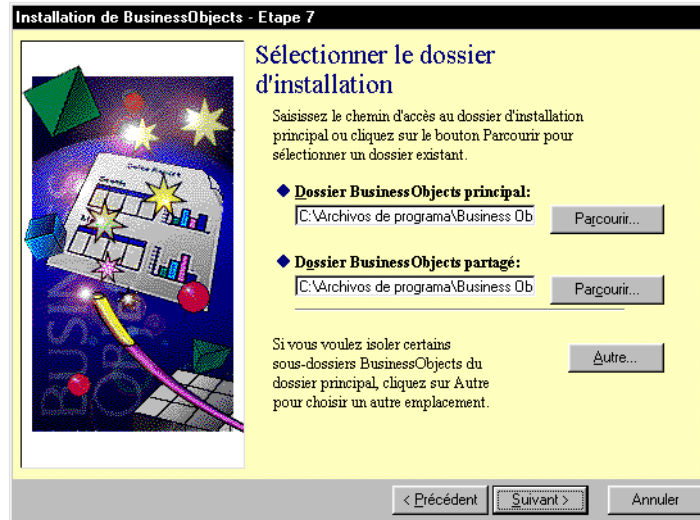 Installation de BusinessObjects - Etape 7
Sélectionner le dossier
d'installation
Saisissez le chemin d'accès au dossier d'installation
principal ou cliquez sur le bouton Parcourir pour
sélectionner un dossier existant.
Dossier BusinessObjects principal:
C:\Archivos de programa\Business Ob
Parcourir...
Dossier BusinessObjects partagé:
C:\Archivos de programa\Business Ob
Parcourir...
Si vous voulez isoler certains
sous-dossiers BusinessObjects du
dossier principal, cliquez sur Autre
pour choisir un autre emplacement.
Autre...
BUSIN
< Précédent
Suivant >
Annuler